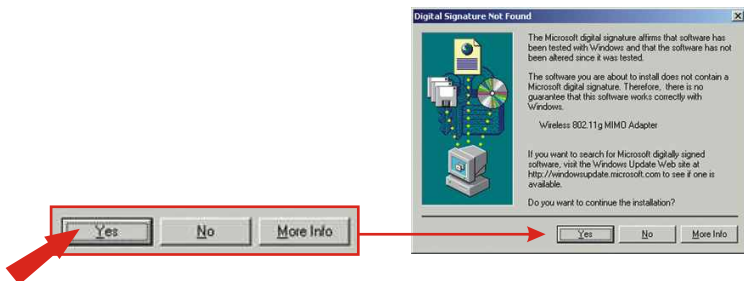 Digital Signature Not Found
The Microsoft digital signature affirms that software has
been tested with Windows and that the software has not
been altered since it was tested.
The software you are about to install does not contain a
Microsoft digital signature. Therefore, there is no
guarantee that this software works correctly with
Windows.
Wireless 802.11g MIMO Adapter
If you want to search for Microsoft digitally signed
software, visit the Windows Update Web site at
http://windowsupdate.microsoft.com to see if one is
available.
Do you want to continue the installation?
Yes No More Info
Yes No More Info